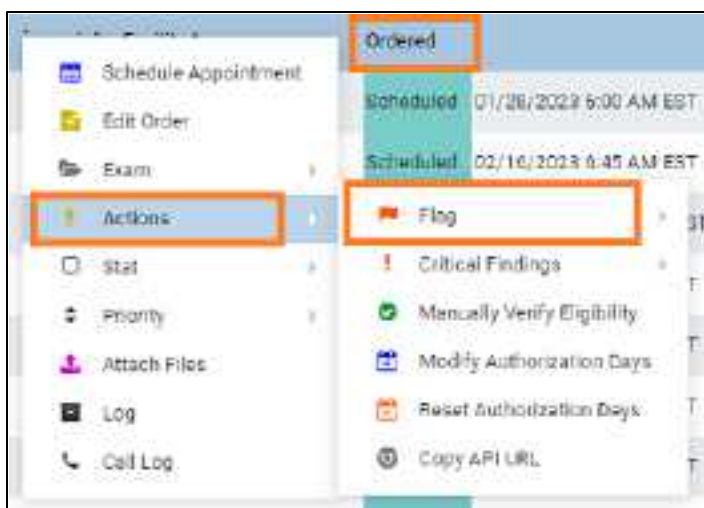 Ordered
Schedule Appointment
Edit Order
Exam
Actions
Stat
Priority
Attach Files
Log
Call Log
Scheduled 01/28/2023 6:00 AM EST
Scheduled 02/16/2023 6:45 AM EST
Flag
Critical Findings
Manually Verify Eligibility
Modify Authorization Days
Reset Authorization Days
Copy API URL